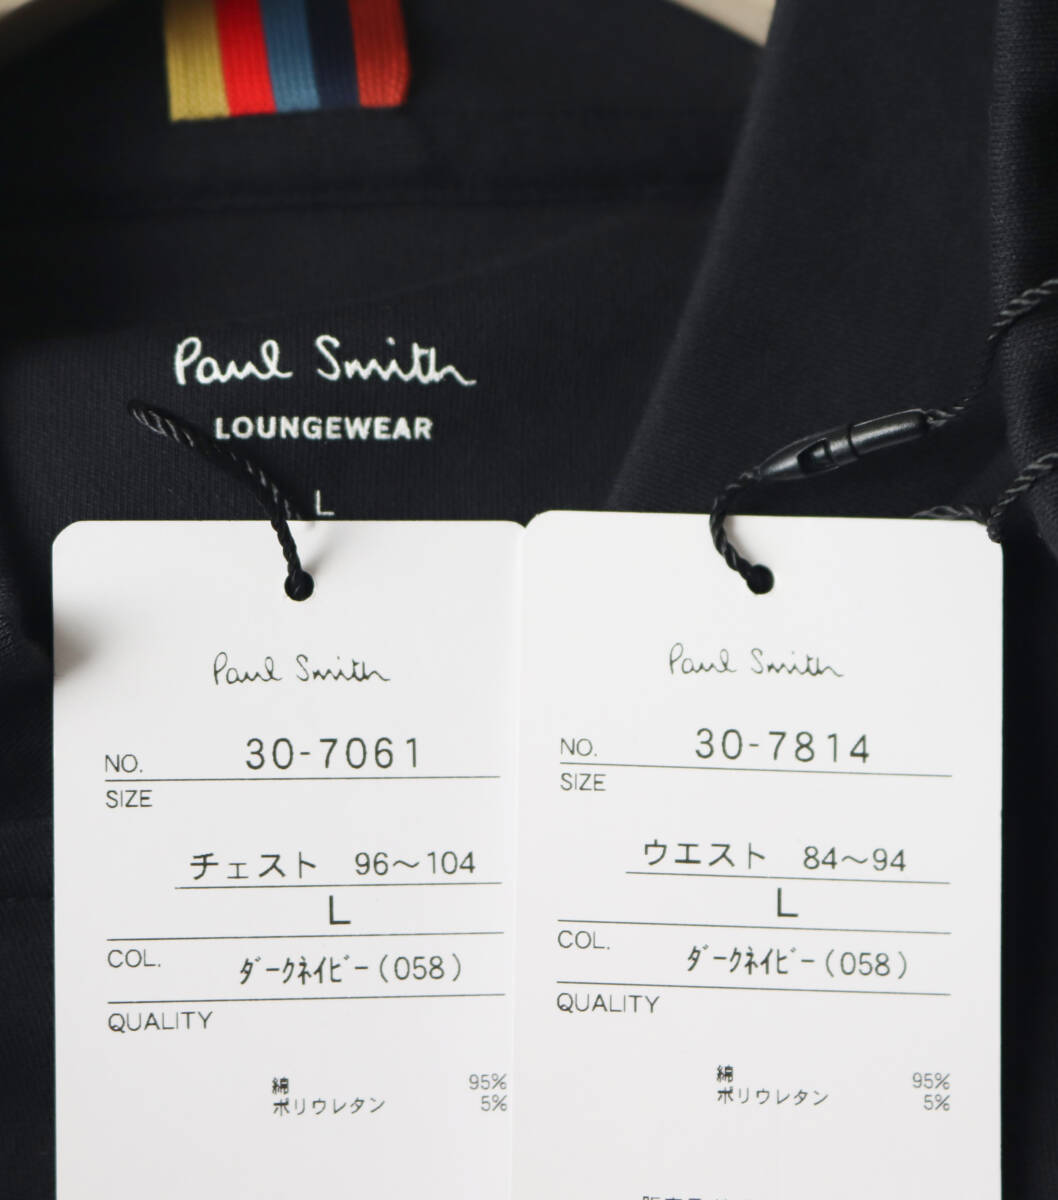 Paul Smith
LOUNGEWEAR
L
Paul Smith
NO. 30-7061
SIZE
チェスト 96～104
L
COL. ﾀﾞｰｸﾈｲﾋﾞｰ(058)
QUALITY
綿 95%
ポリウレタン 5%
Paul Smith
NO. 30-7814
SIZE
ウエスト 84～94
L
COL. ﾀﾞｰｸﾈｲﾋﾞｰ(058)
QUALITY
綿 95%
ポリウレタン 5%